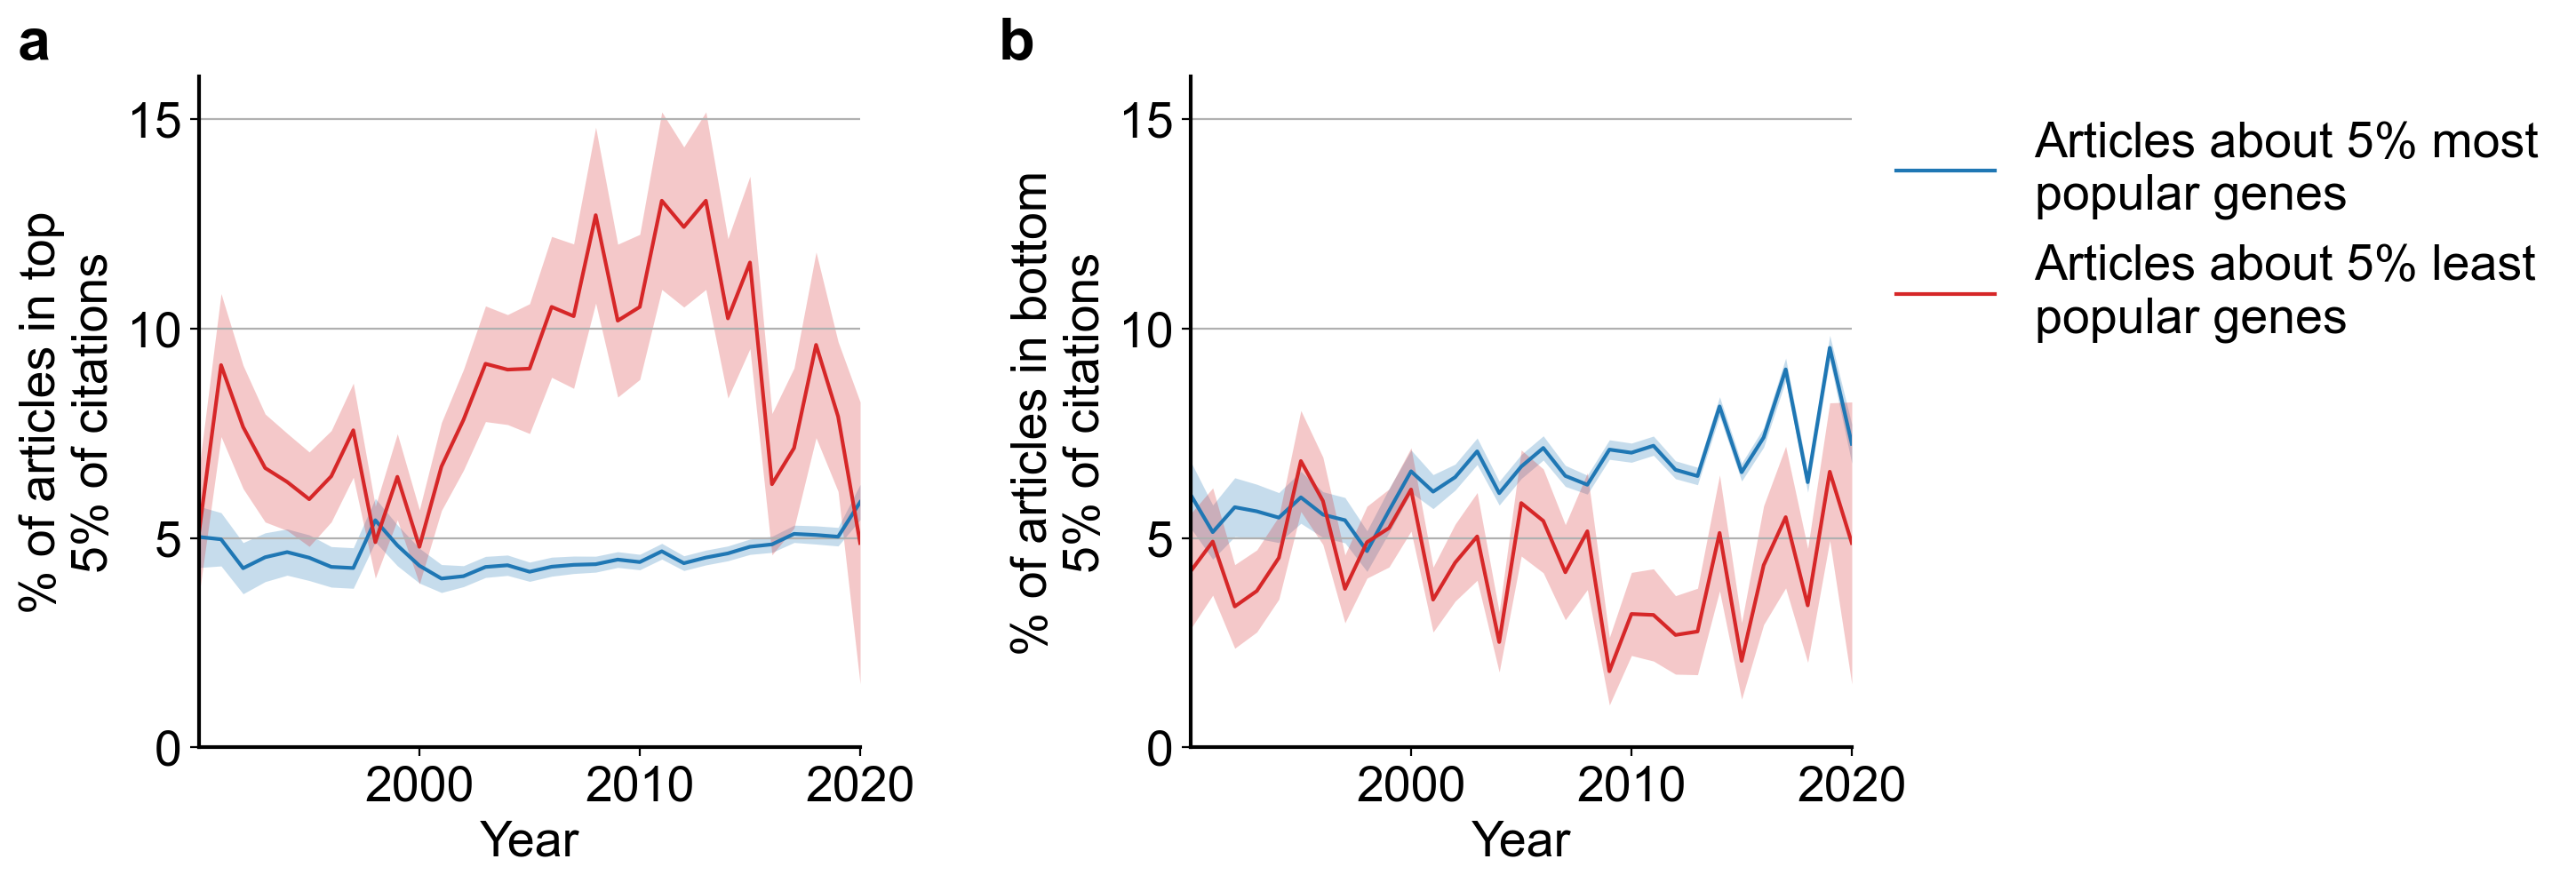 a
% of articles in top
5% of citations
15
10
5
0
2000
2010
2020
Year
b
% of articles in bottom
5% of citations
15
10
5
0
2000
2010
2020
Year
Articles about 5% most
popular genes
Articles about 5% least
popular genes